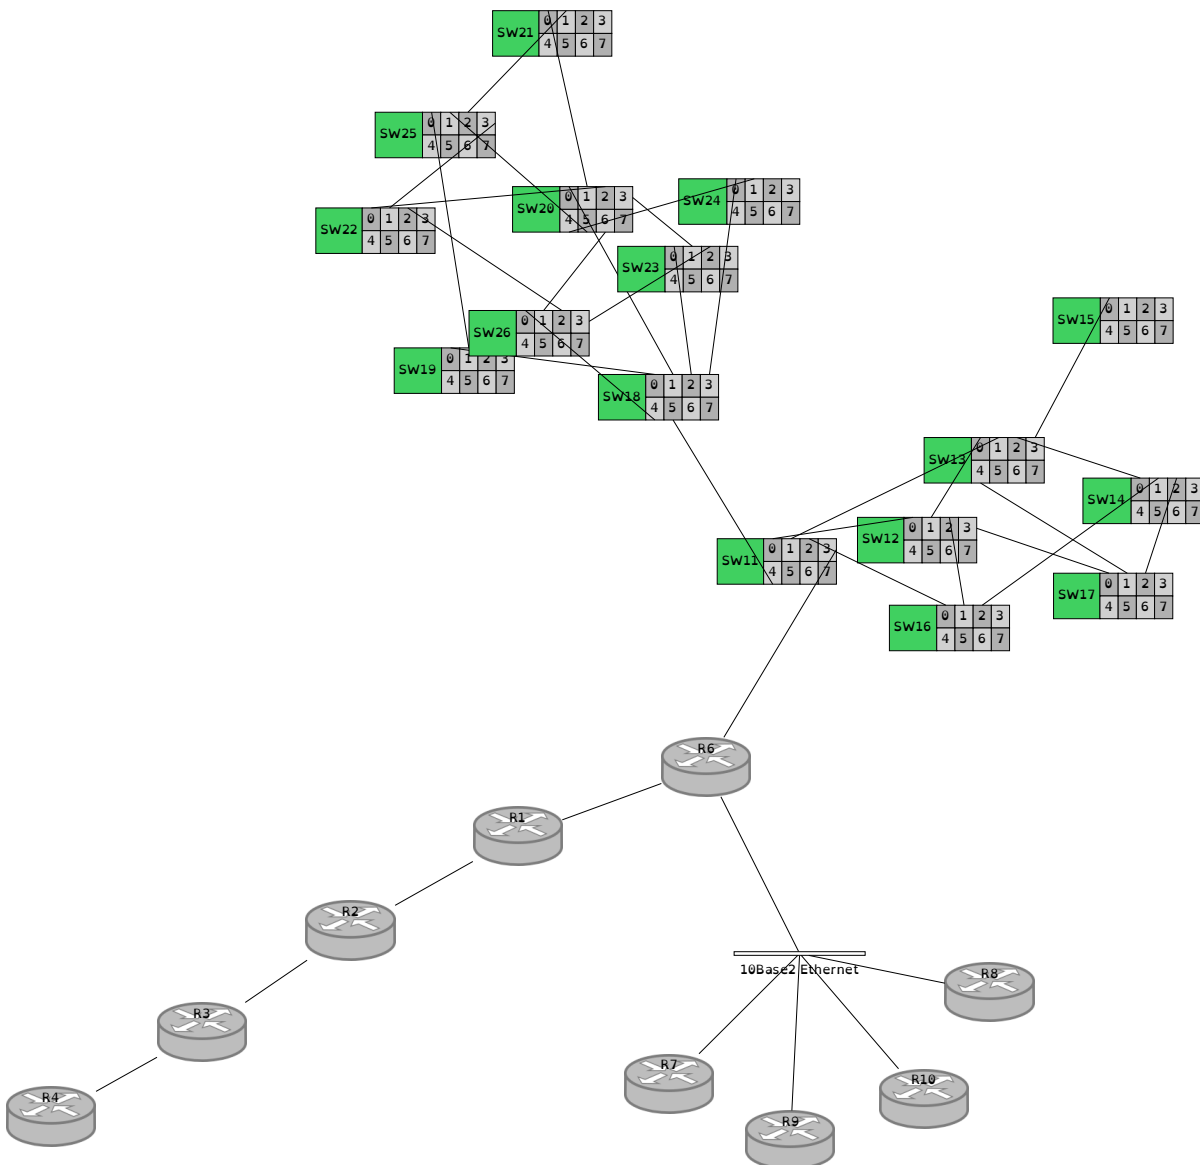 SW21 0 1 2 3
4 5 6 7
SW25 0 1 2 3
4 5 6 7
SW20 0 1 2 3
4 5 6 7
SW24 0 1 2 3
4 5 6 7
SW22 0 1 2 3
4 5 6 7
SW23 0 1 2 3
4 5 6 7
SW26 0 1 2 3
4 5 6 7
SW15 0 1 2 3
4 5 6 7
SW19 0 1 2 3
4 5 6 7
SW18 0 1 2 3
4 5 6 7
SW13 0 1 2 3
4 5 6 7
SW14 0 1 2 3
4 5 6 7
SW12 0 1 2 3
4 5 6 7
SW11 0 1 2 3
4 5 6 7
SW17 0 1 2 3
4 5 6 7
SW16 0 1 2 3
4 5 6 7
R6
R1
R2
10Base2 Ethernet
R8
R3
R7
R10
R4
R9